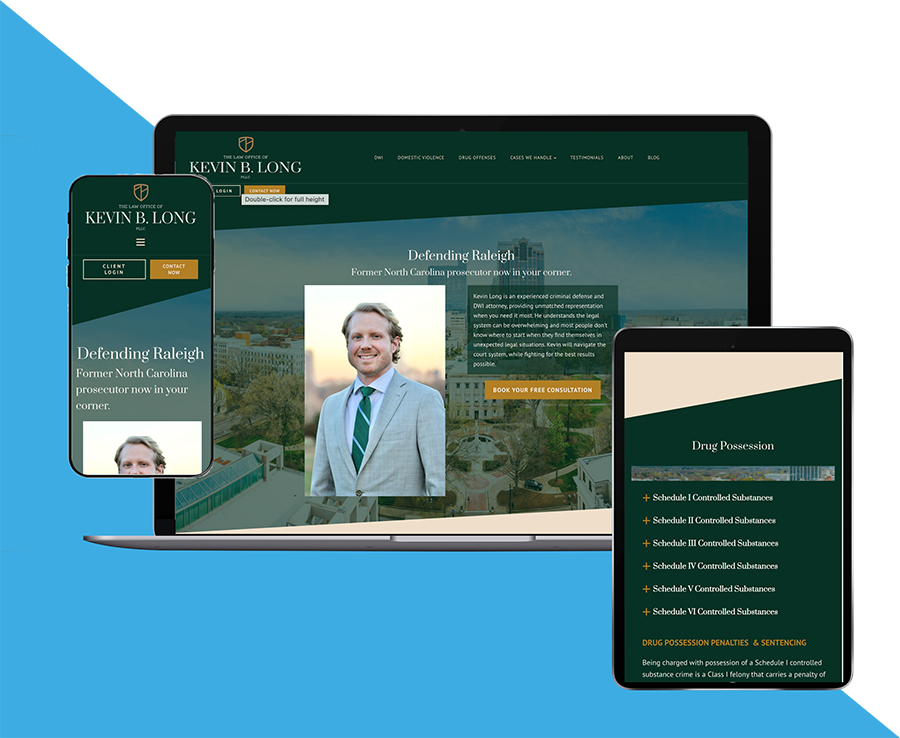 THE LAW OFFICE OF
KEVIN B. LONG
PLLC
DWI
DOMESTIC VIOLENCE
DRUG OFFENSES
CASES WE HANDLE
TESTIMONIALS
ABOUT
BLOG
LOGIN
CONTACT NOW
Double-click for full height
Defending Raleigh
Former North Carolina prosecutor now in your corner.
Kevin Long is an experienced criminal defense and
DWI attorney, providing unmatched representation
when you need it most. He understands the legal
system can be overwhelming and most people don't
know where to start when they find themselves in
unexpected legal situations. Kevin will navigate the
court system, while fighting for the best results
possible.
BOOK YOUR FREE CONSULTATION
THE LAW OFFICE OF
KEVIN B. LONG
PLLC
CLIENT
LOGIN
CONTACT
NOW
Defending Raleigh
Former North Carolina
prosecutor now in your
corner.
Drug Possession
+ Schedule I Controlled Substances
+ Schedule II Controlled Substances
+ Schedule III Controlled Substances
+ Schedule IV Controlled Substances
+ Schedule V Controlled Substances
+ Schedule VI Controlled Substances
DRUG POSSESSION PENALTIES & SENTENCING
Being charged with possession of a Schedule I controlled
substance crime is a Class I felony that carries a penalty of